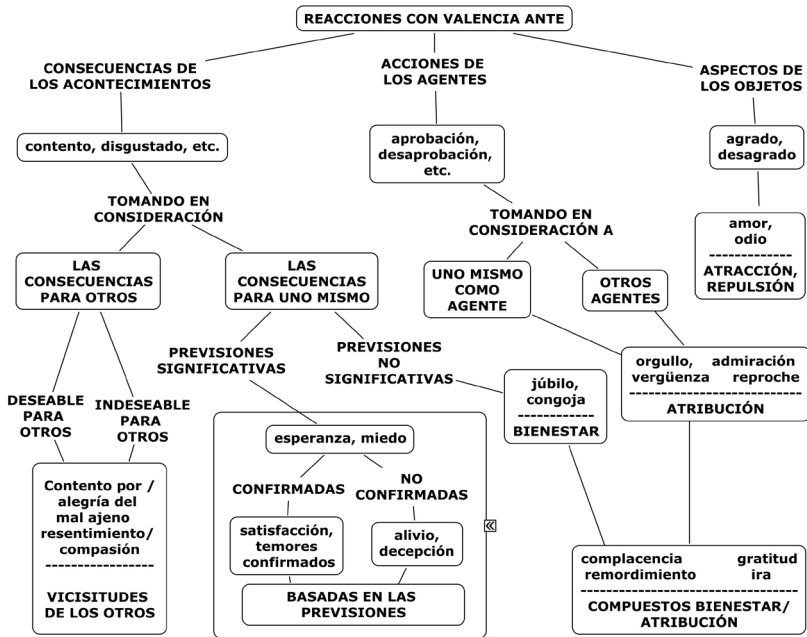 REACCIONES CON VALENCIA ANTE
CONSECUENCIAS DE
LOS ACONTECIMIENTOS
ACCIONES DE
LOS AGENTES
ASPECTOS DE
LOS OBJETOS
contento, disgustado, etc.
aprobación,
desaprobación,
etc.
agrado,
desagrado
TOMANDO EN
CONSIDERACIÓN
TOMANDO EN
CONSIDERACIÓN A
amor,
odio
--------------
ATRACCIÓN,
REPULSIÓN
LAS
CONSECUENCIAS
PARA OTROS
LAS
CONSECUENCIAS
PARA UNO MISMO
UNO MISMO
COMO
AGENTE
OTROS
AGENTES
PREVISIONES
SIGNIFICATIVAS
PREVISIONES
NO
SIGNIFICATIVAS
orgullo, admiración
vergüenza reproche
-----------------------
ATRIBUCIÓN
DESEABLE
PARA
OTROS
INDESEABLE
PARA
OTROS
júbilo,
congoja
------------
BIENESTAR
esperanza, miedo
CONFIRMADAS
NO
CONFIRMADAS
Contento por /
alegría del
mal ajeno
resentimiento/
compasión
-----------------
VICISITUDES
DE LOS OTROS
satisfacción,
temores
confirmados
alivio,
decepción
BASADAS EN LAS
PREVISIONES
complacencia gratitud
remordimiento ira
--------------------------------
COMPUESTOS BIENESTAR/
ATRIBUCIÓN